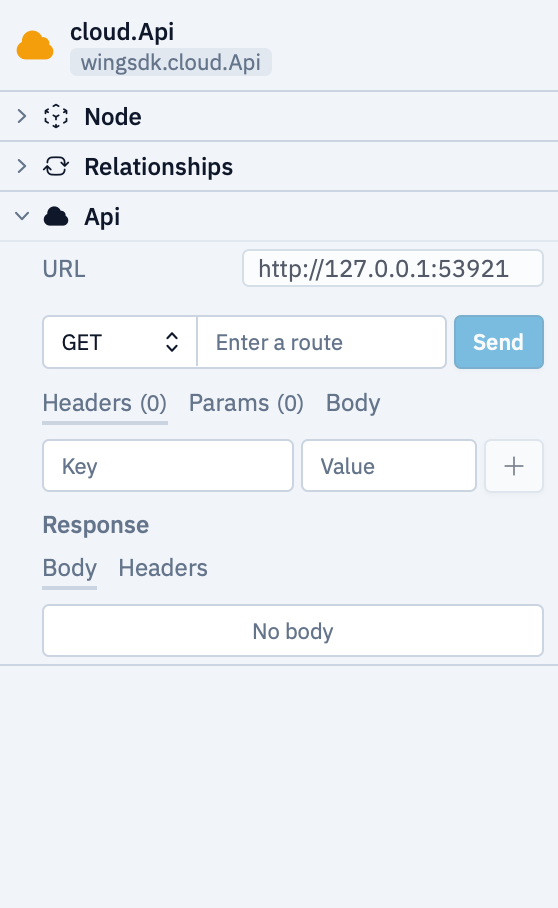 cloud.Api
wingsdk.cloud.Api
Node
Relationships
Api
URL http://127.0.0.1:53921
GET Enter a route Send
Headers (0) Params (0) Body
Key Value
Response
Body Headers
No body